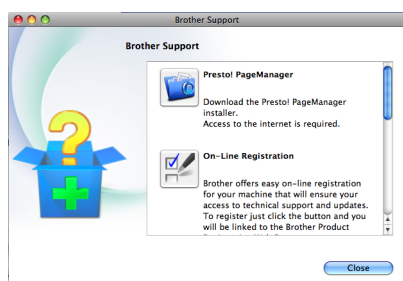 Brother Support
Brother Support
Presto! PageManager
Download the Presto! PageManager
installer.
Access to the internet is required.
On-Line Registration
Brother offers easy on-line registration
for your machine that will ensure your
access to technical support and updates.
To register just click the button and you
will be linked to the Brother Product
Close